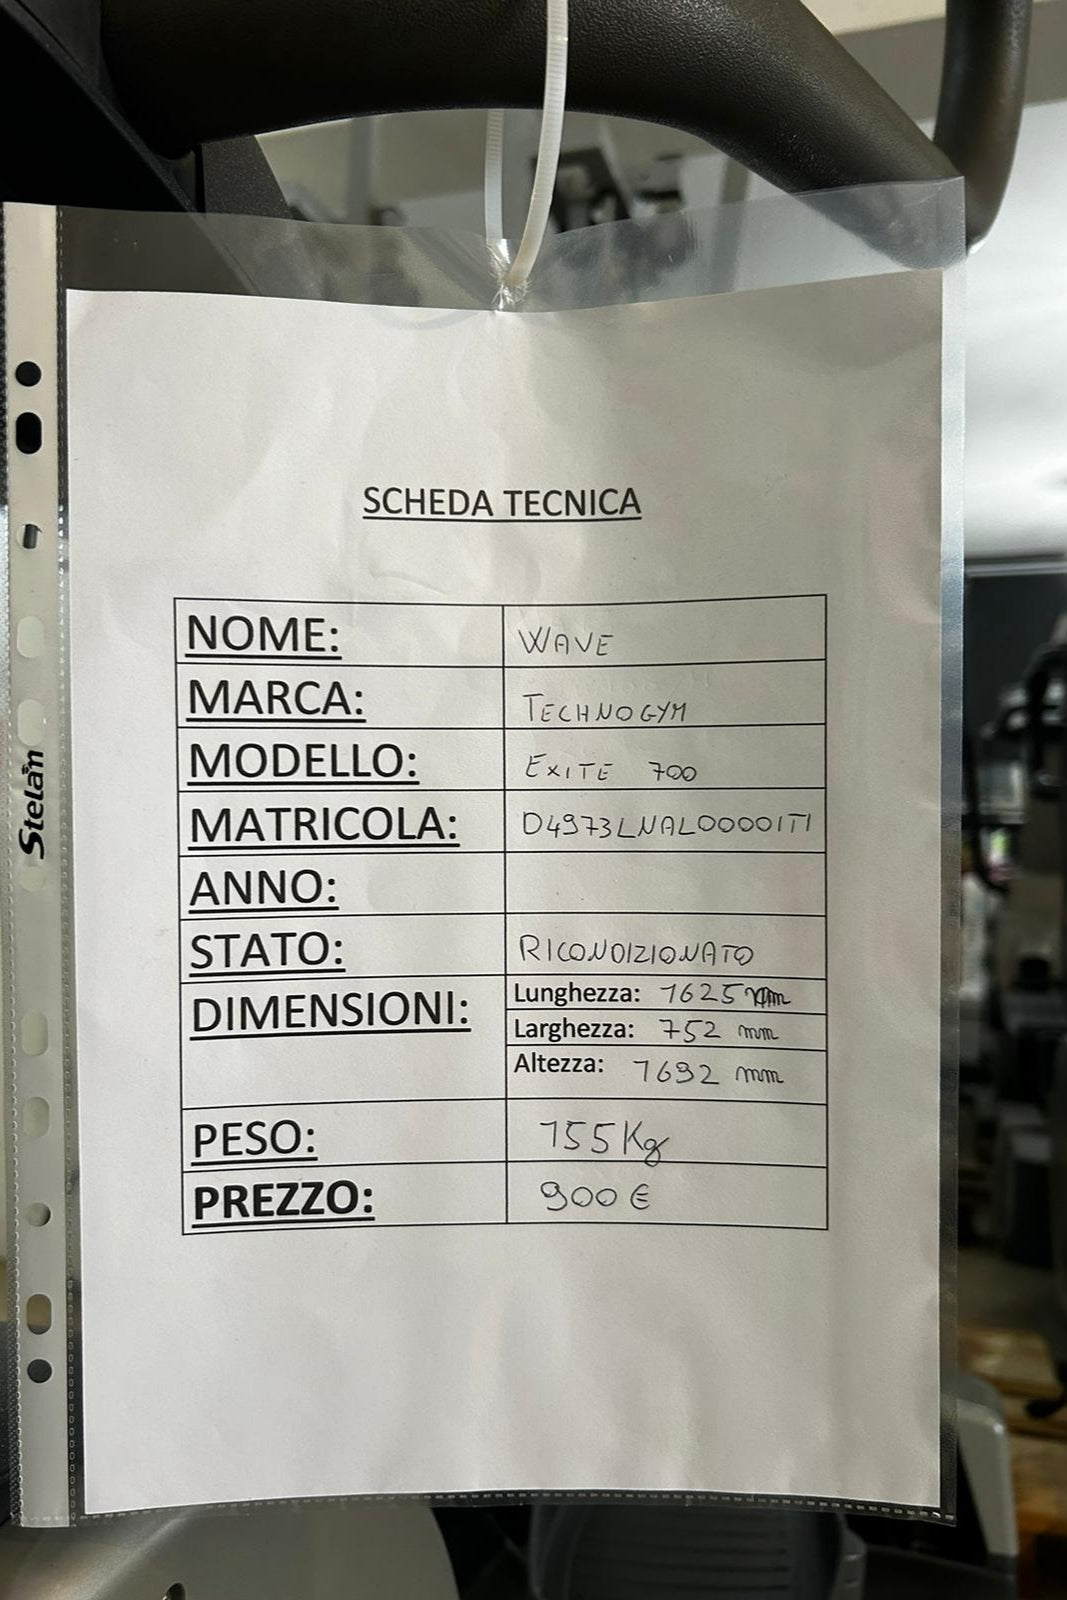 SCHEDA TECNICA
NOME: WAVE
MARCA: TECHNOGYM
MODELLO: EXITE 700
MATRICOLA: D4973LNAL00001TI
ANNO:
STATO: RICONDIZIONATO
DIMENSIONI: Lunghezza: 1625 mm
Larghezza: 752 mm
Altezza: 1692 mm
PESO: 155 Kg
PREZZO: 900 €
Stelan